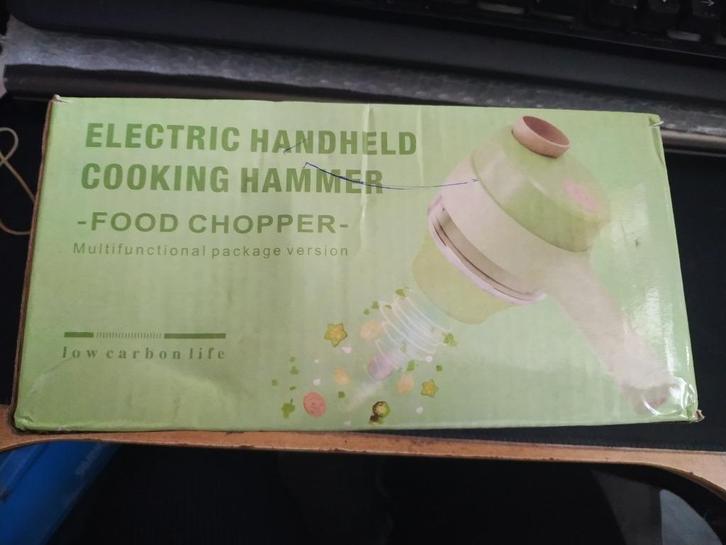 ELECTRIC HANDHELD
COOKING HAMMER
-FOOD CHOPPER-
Multifunctional package version
low carbon life